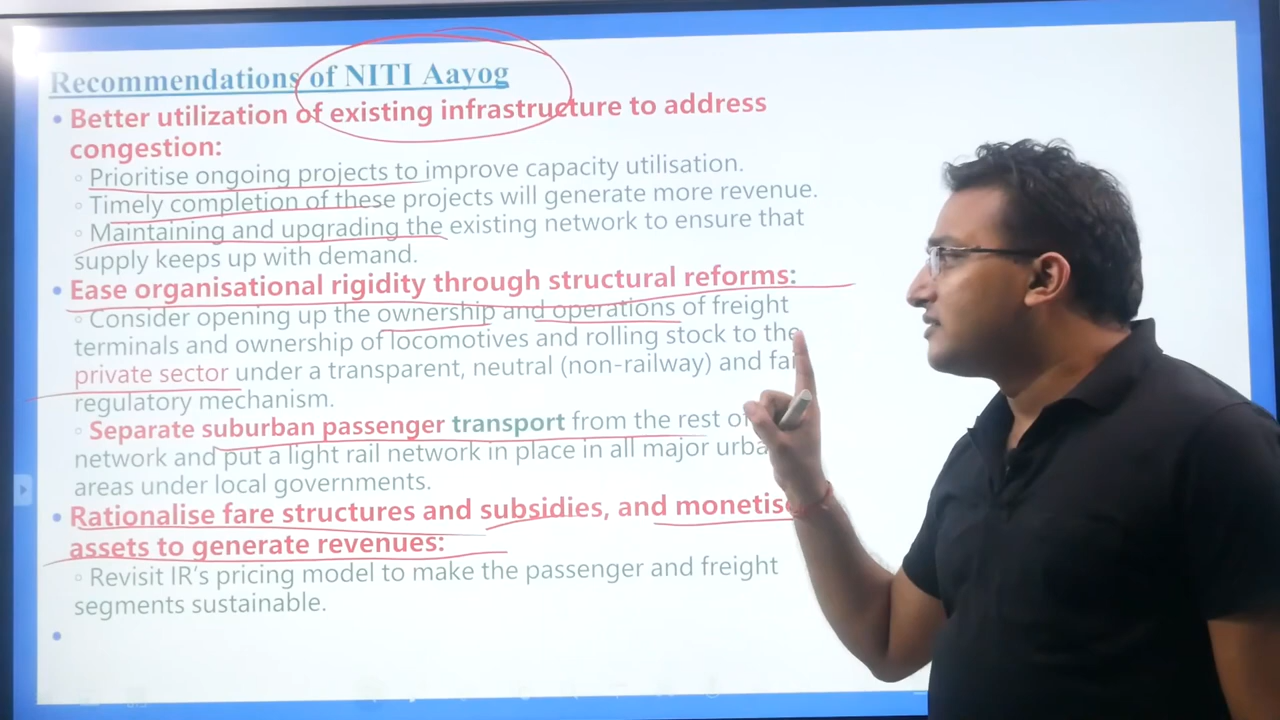 Recommendations of NITI Aayog
• Better utilization of existing infrastructure to address
congestion:
◦ Prioritise ongoing projects to improve capacity utilisation.
◦ Timely completion of these projects will generate more revenue.
◦ Maintaining and upgrading the existing network to ensure that
supply keeps up with demand.
• Ease organisational rigidity through structural reforms:
◦ Consider opening up the ownership and operations of freight
terminals and ownership of locomotives and rolling stock to the
private sector under a transparent, neutral (non-railway) and fai
regulatory mechanism.
◦ Separate suburban passenger transport from the rest of
network and put a light rail network in place in all major urba
areas under local governments.
• Rationalise fare structures and subsidies, and monetise
assets to generate revenues:
◦ Revisit IR's pricing model to make the passenger and freight
segments sustainable.
•